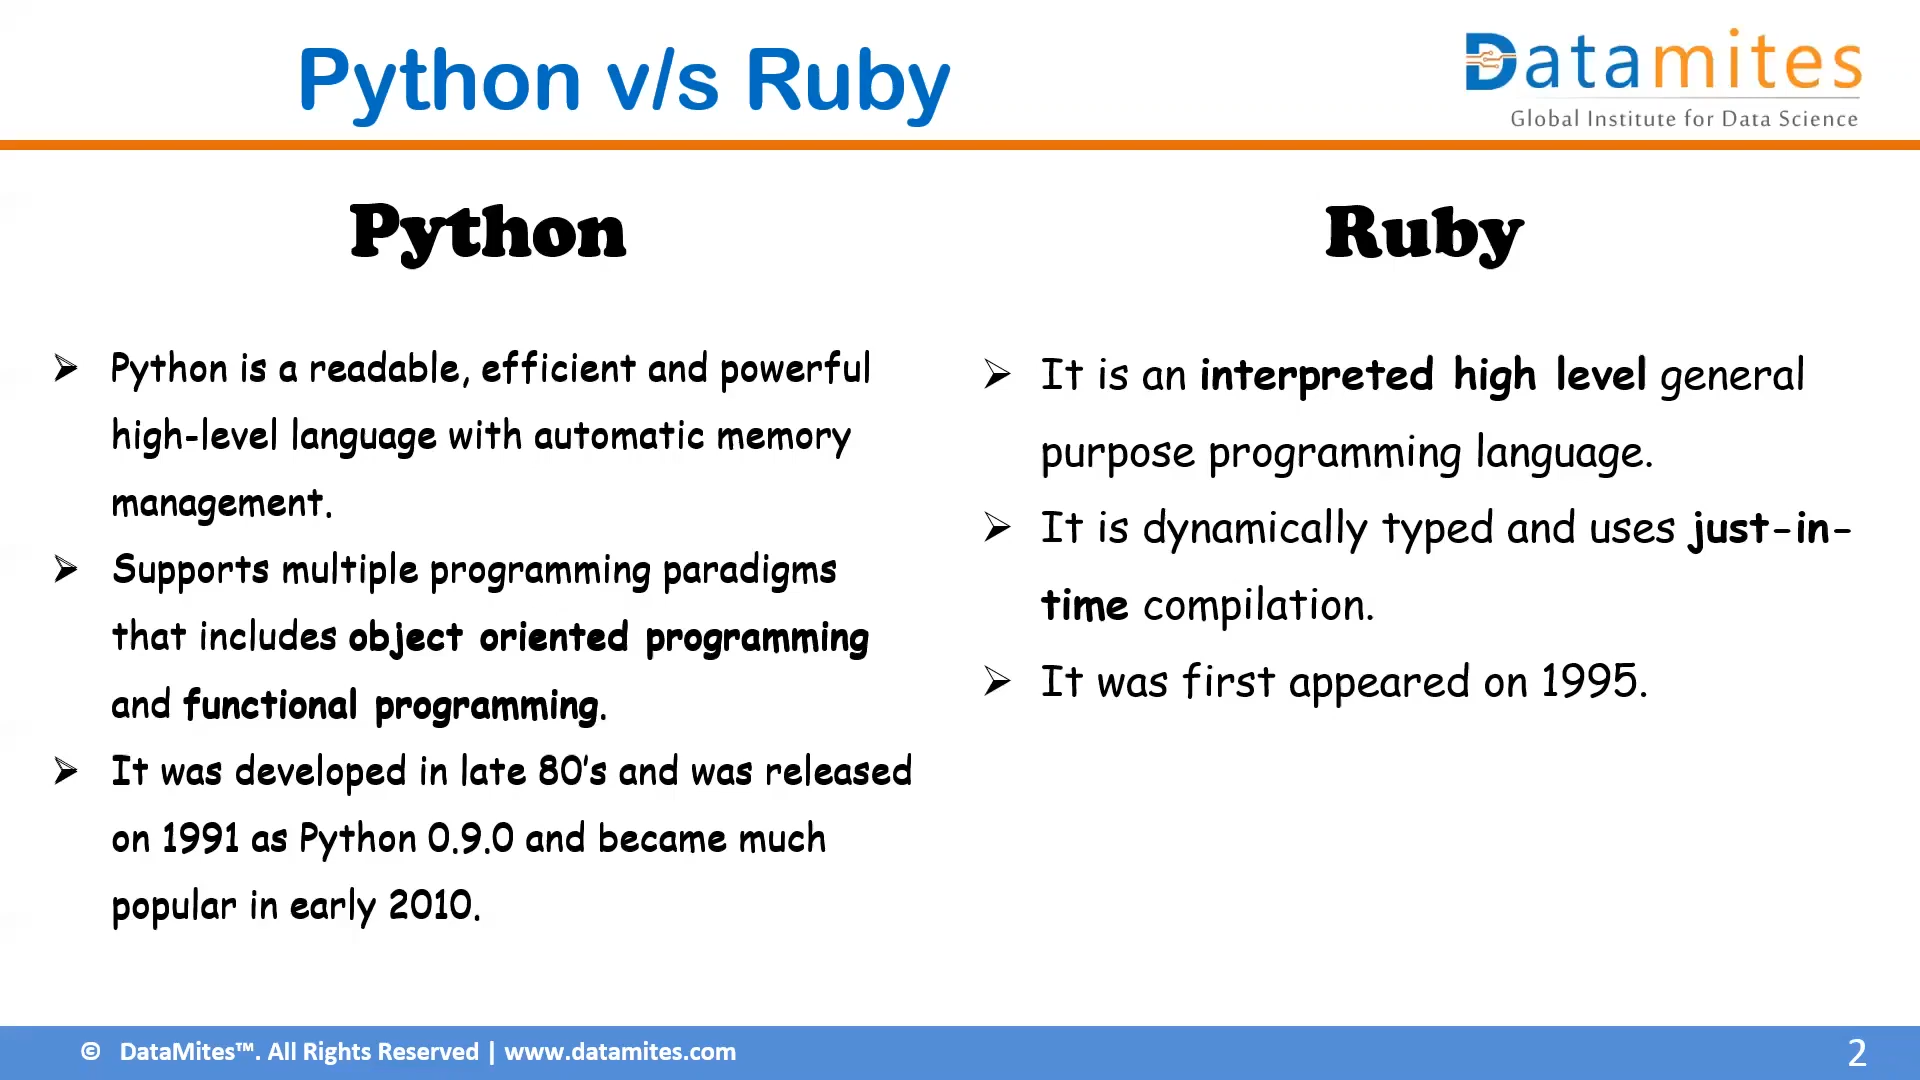 Python v/s Ruby
Datamites
Global Institute for Data Science
Python
➢ Python is a readable, efficient and powerful
high-level language with automatic memory
management.
➢ Supports multiple programming paradigms
that includes object oriented programming
and functional programming.
➢ It was developed in late 80's and was released
on 1991 as Python 0.9.0 and became much
popular in early 2010.
Ruby
➢ It is an interpreted high level general
purpose programming language.
➢ It is dynamically typed and uses just-in-
time compilation.
➢ It was first appeared on 1995.
© DataMites™. All Rights Reserved | www.datamites.com
2